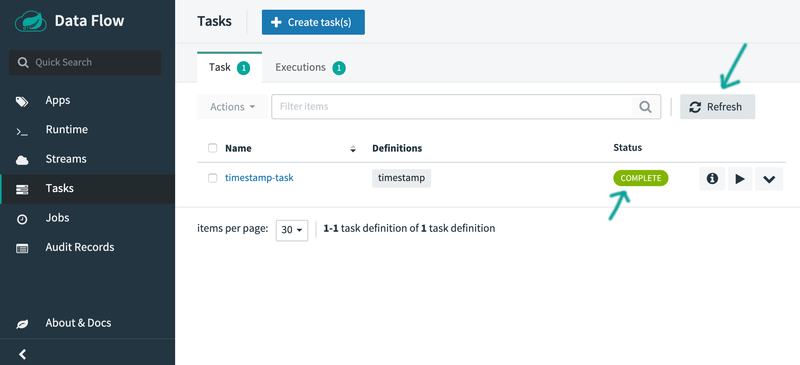 Data Flow
Quick Search
Apps
Runtime
Streams
Tasks
Jobs
Audit Records
About & Docs
Tasks
Create task(s)
Task 1 Executions 1
Actions Filter items Refresh
Name Definitions Status
timestamp-task timestamp COMPLETE
items per page: 30 1-1 task definition of 1 task definition